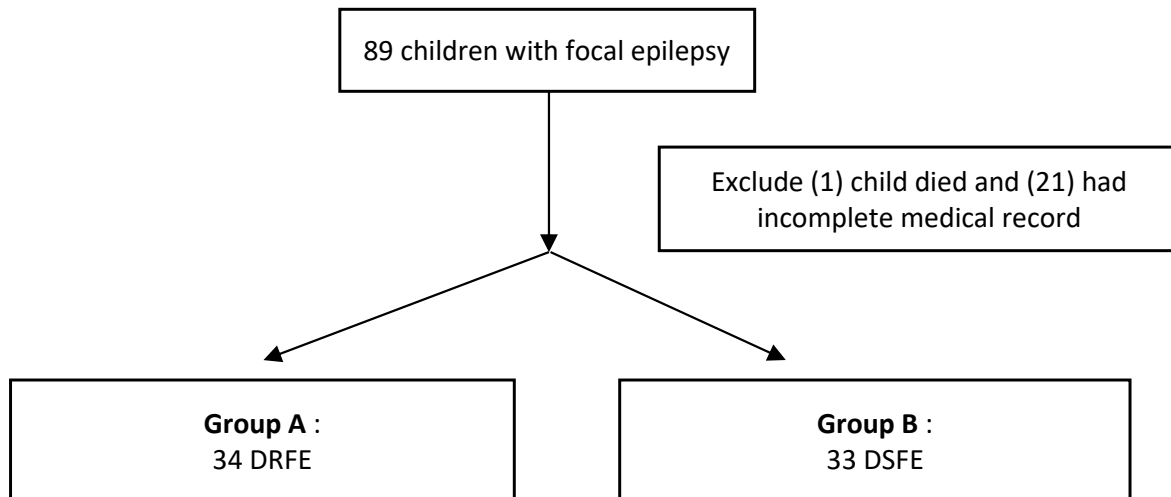 89 children with focal epilepsy
Exclude (1) child died and (21) had
incomplete medical record
Group A :
34 DRFE
Group B :
33 DSFE